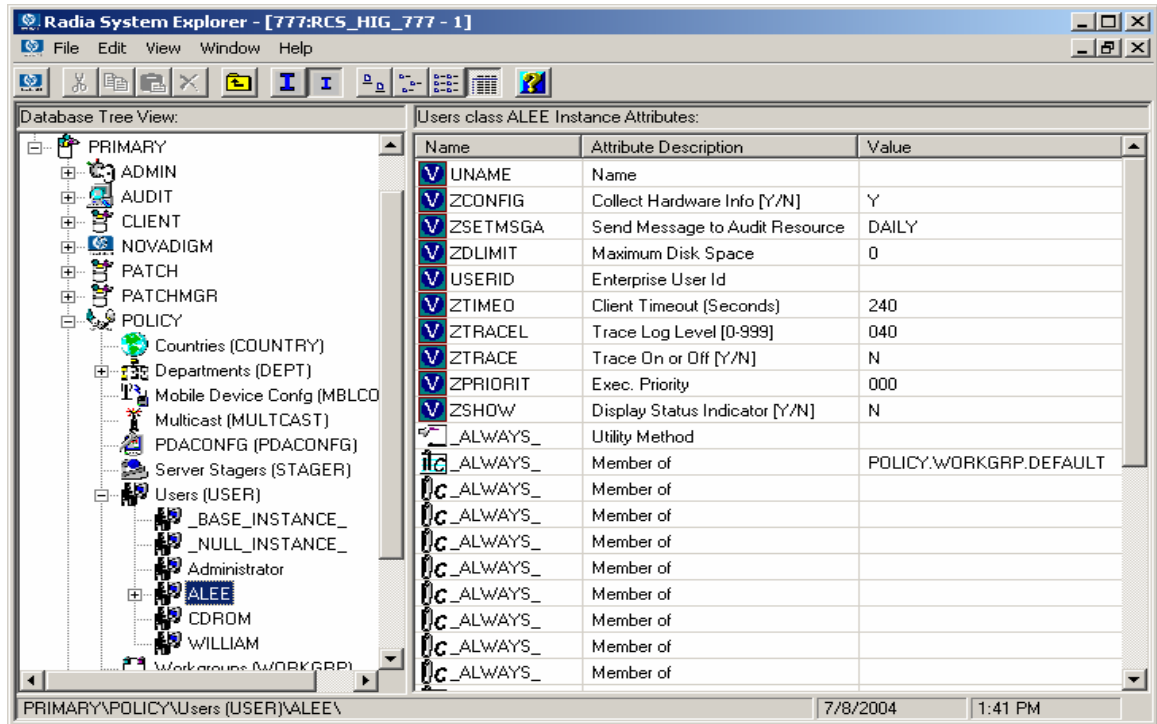 Radia System Explorer - [777:RCS_HIG_777 - 1]
File Edit View Window Help
Database Tree View:
PRIMARY
ADMIN
AUDIT
CLIENT
NOVADIGM
PATCH
PATCHMGR
POLICY
Countries (COUNTRY)
Departments (DEPT)
Mobile Device Confg (MBLCO
Multicast (MULTCAST)
PDACONFG (PDACONFG)
Server Stagers (STAGER)
Users (USER)
_BASE_INSTANCE_
_NULL_INSTANCE_
Administrator
ALEE
CDROM
WILLIAM
Workgroups (WORKGRP)
Users class ALEE Instance Attributes:
Name Attribute Description Value
V UNAME Name
V ZCONFIG Collect Hardware Info [Y/N] Y
V ZSETMSGA Send Message to Audit Resource DAILY
V ZDLIMIT Maximum Disk Space 0
V USERID Enterprise User Id
V ZTIMEO Client Timeout (Seconds) 240
V ZTRACEL Trace Log Level [0-999] 040
V ZTRACE Trace On or Off [Y/N] N
V ZPRIORIT Exec. Priority 000
V ZSHOW Display Status Indicator [Y/N] N
_ALWAYS_ Utility Method
C _ALWAYS_ Member of POLICY.WORKGRP.DEFAULT
C _ALWAYS_ Member of
C _ALWAYS_ Member of
C _ALWAYS_ Member of
C _ALWAYS_ Member of
C _ALWAYS_ Member of
C _ALWAYS_ Member of
C _ALWAYS_ Member of
C _ALWAYS_ Member of
PRIMARY\POLICY\Users (USER)\ALEE\ 7/8/2004 1:41 PM